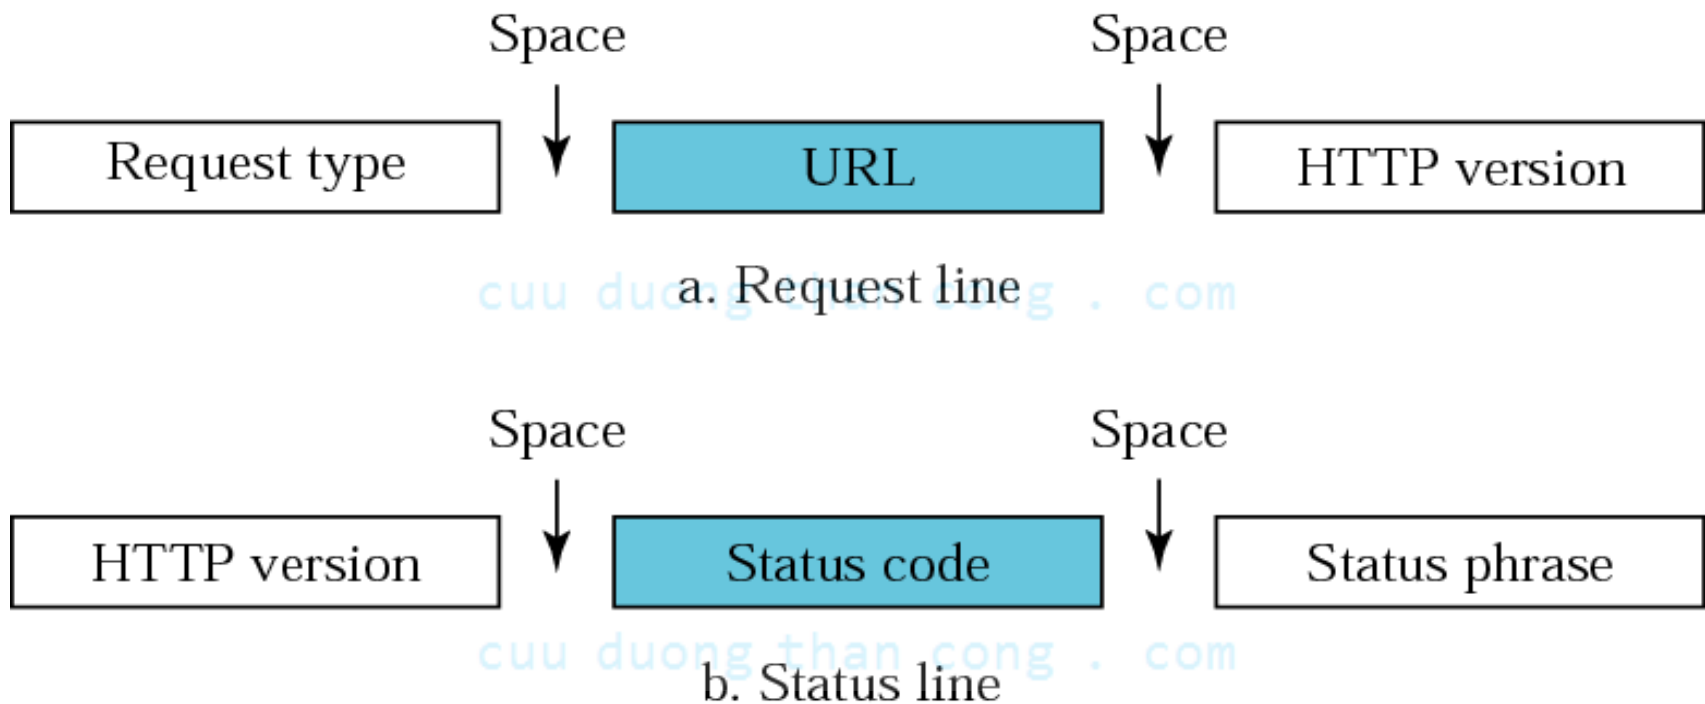 Space Space
Request type URL HTTP version
a. Request line
cuu duong than cong . com
Space Space
HTTP version Status code Status phrase
cuu duong than cong . com
b. Status line